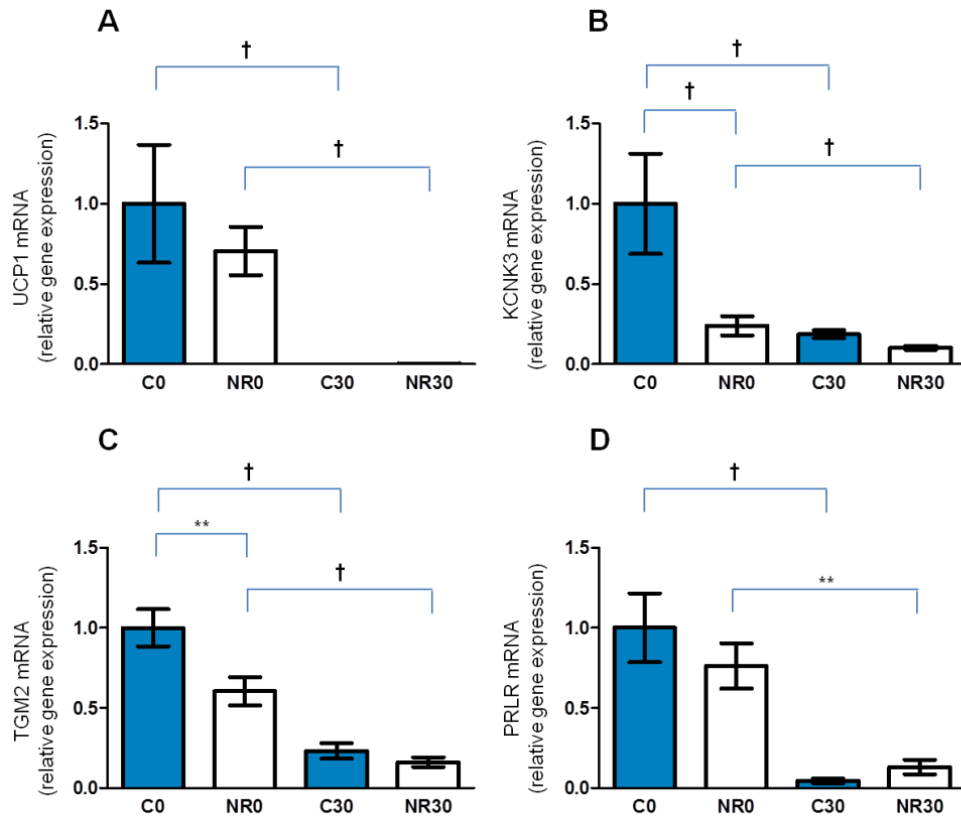 A
†
†
1.5
1.0
0.5
0.0
UCP1 mRNA
(relative gene expression)
C0 NR0 C30 NR30
B
†
†
†
1.5
1.0
0.5
0.0
KCNK3 mRNA
(relative gene expression)
C0 NR0 C30 NR30
C
†
**
†
1.5
1.0
0.5
0.0
TGM2 mRNA
(relative gene expression)
C0 NR0 C30 NR30
D
†
**
1.5
1.0
0.5
0.0
PRLR mRNA
(relative gene expression)
C0 NR0 C30 NR30